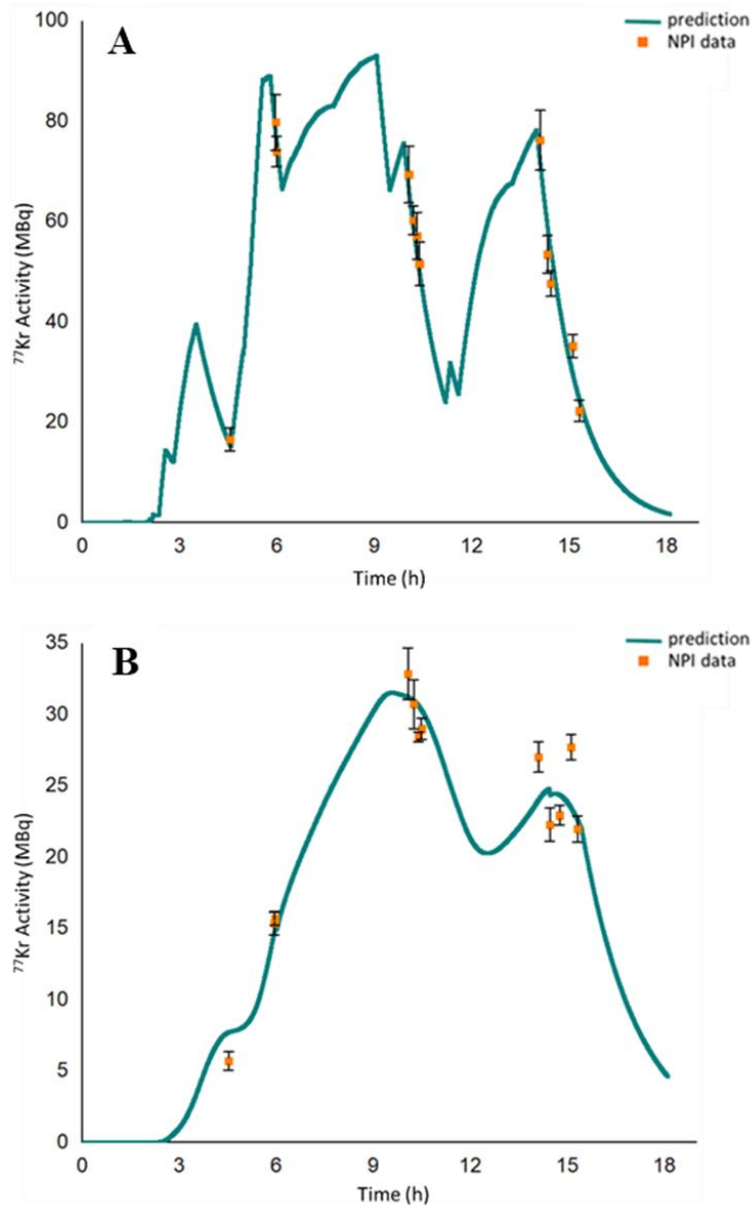 100
A
prediction
NPI data
80
60
40
20
0
⁷⁷Kr Activity (MBq)
0 3 6 9 12 15 18
Time (h)
35
B
prediction
NPI data
30
25
20
15
10
5
0
⁷⁷Kr Activity (MBq)
0 3 6 9 12 15 18
Time (h)